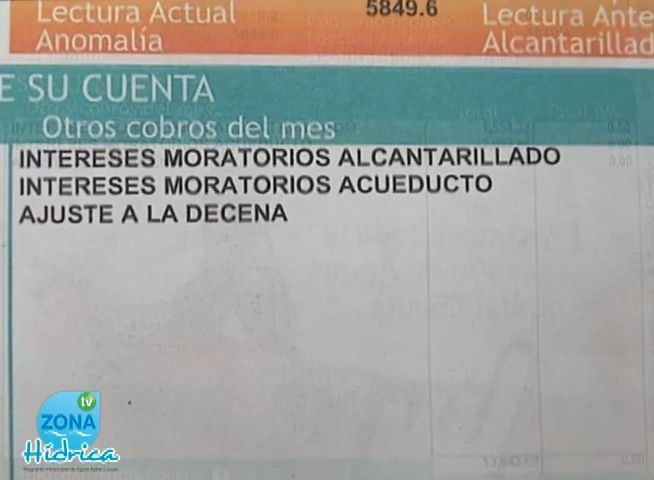 Lectura Actual
5849.6
Lectura Ante
Anomalía
Alcantarillad
E SU CUENTA
Otros cobros del mes
INTERESES MORATORIOS ALCANTARILLADO
INTERESES MORATORIOS ACUEDUCTO
AJUSTE A LA DECENA
tv
ZONA
Hídrica